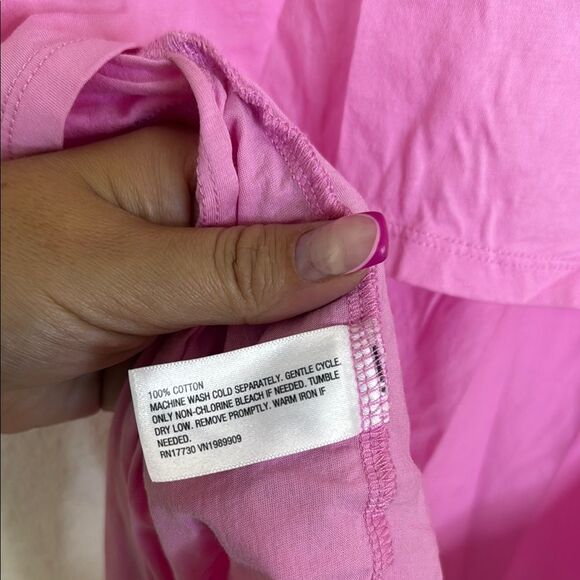 100% COTTON
MACHINE WASH COLD SEPARATELY. GENTLE CYCLE.
ONLY NON-CHLORINE BLEACH IF NEEDED. TUMBLE
DRY LOW. REMOVE PROMPTLY. WARM IRON IF
NEEDED.
RN17730 VN1989909